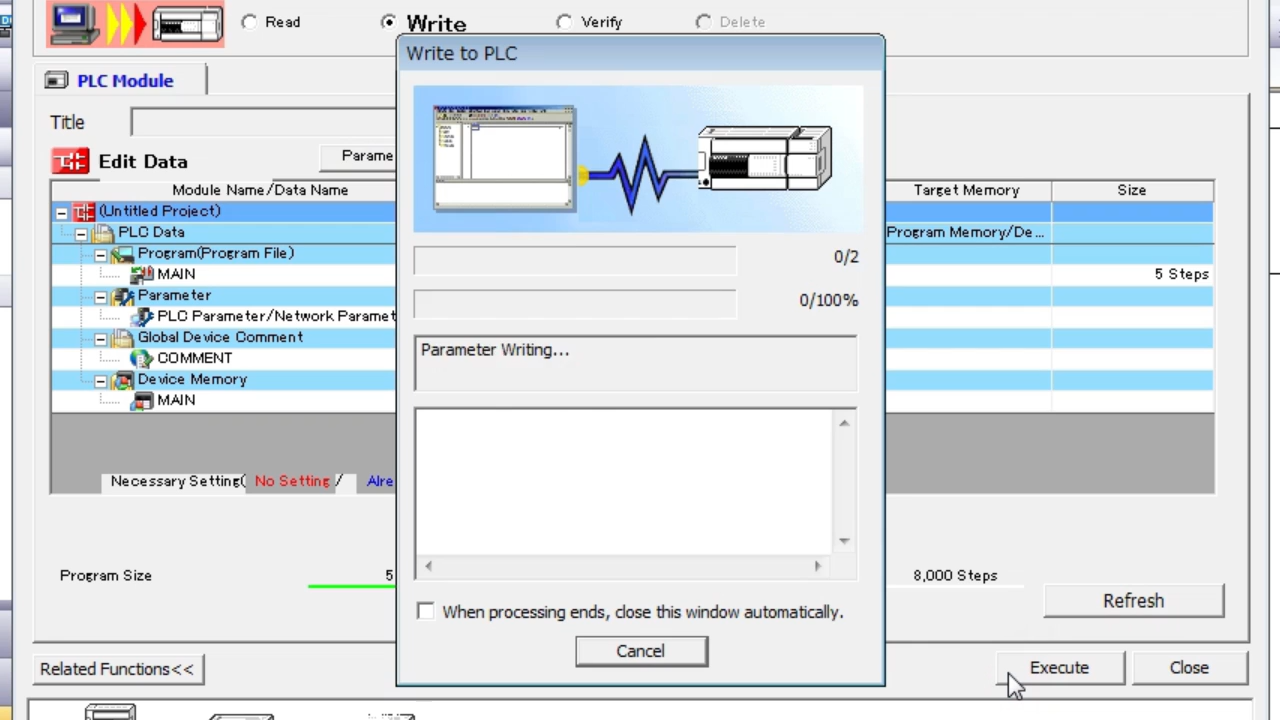 Read
Write
Verify
Delete
Write to PLC
PLC Module
Title
Edit Data
Parame
Module Name/Data Name
Target Memory
Size
(Untitled Project)
PLC Data
Program Memory/De...
Program(Program File)
MAIN
5 Steps
Parameter
PLC Parameter/Network Paramet
Global Device Comment
COMMENT
Device Memory
MAIN
0/2
0/100%
Parameter Writing...
Necessary Setting( No Setting / Alre
Program Size
5
8,000 Steps
Refresh
When processing ends, close this window automatically.
Cancel
Related Functions<<
Execute
Close